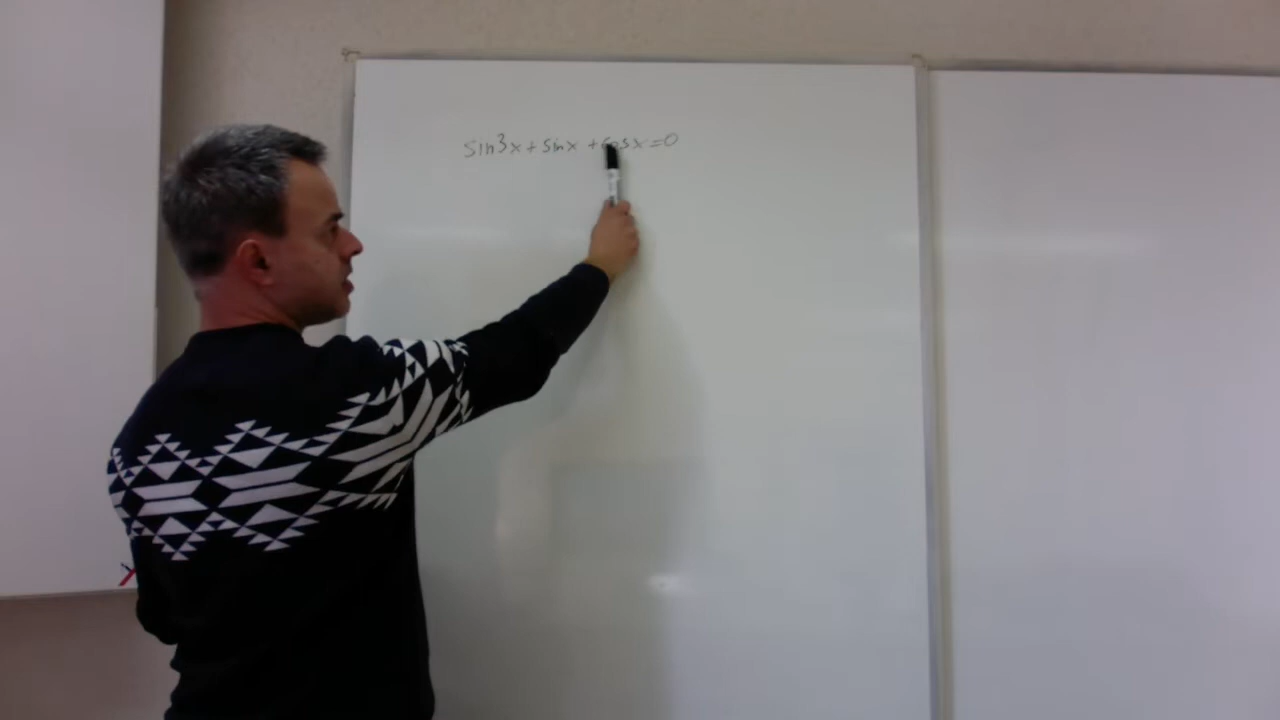 sin³x + sinx + cosx = 0